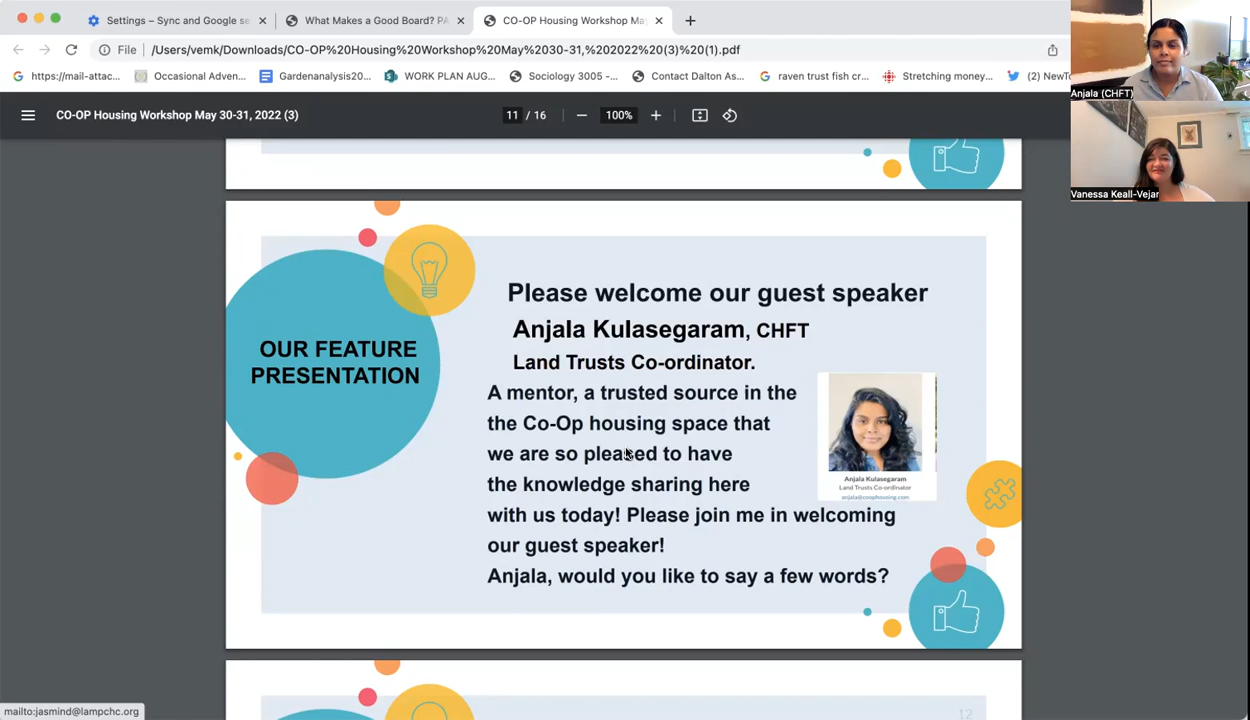 Settings – Sync and Google se
What Makes a Good Board? PA
CO-OP Housing Workshop Ma
File
/Users/vemk/Downloads/CO-OP%20Housing%20Workshop%20May%2030-31,%202022%20(3)%20(1).pdf
https://mail-attac...
Occasional Adven...
Gardenanalysis20...
WORK PLAN AUG...
Sociology 3005 -...
Contact Dalton As...
raven trust fish cr...
Stretching money...
(2) (NewTo
CO-OP Housing Workshop May 30-31, 2022 (3)
11 / 16
100%
Anjala (CHFT)
Vanessa Keall-Vejar
OUR FEATURE
PRESENTATION
Please welcome our guest speaker
Anjala Kulasegaram, CHFT
Land Trusts Co-ordinator.
A mentor, a trusted source in the
the Co-Op housing space that
we are so pleased to have
the knowledge sharing here
with us today! Please join me in welcoming
our guest speaker!
Anjala, would you like to say a few words?
Anjala Kulasegaram
Land Trusts Co-ordinator
anjala@coophousing.com
12
mailto:jasmind@lampchc.org